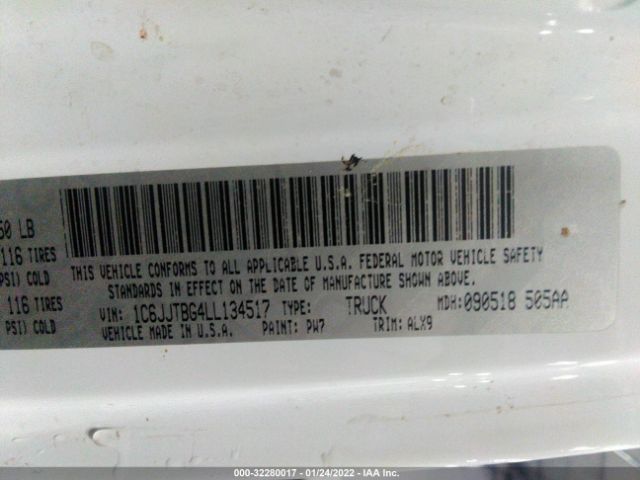 50 LB
116 TIRES
PSI) COLD
116 TIRES
PSI) COLD
THIS VEHICLE CONFORMS TO ALL APPLICABLE U.S.A. FEDERAL MOTOR VEHICLE SAFETY
STANDARDS IN EFFECT ON THE DATE OF MANUFACTURE SHOWN ABOVE.
VIN: 1C6JJTBG4LL134517 TYPE: TRUCK MDH:090518 505AA
VEHICLE MADE IN U.S.A. PAINT: PW7 TRIM: ALX9
000-32280017 - 01/24/2022 - IAA Inc.